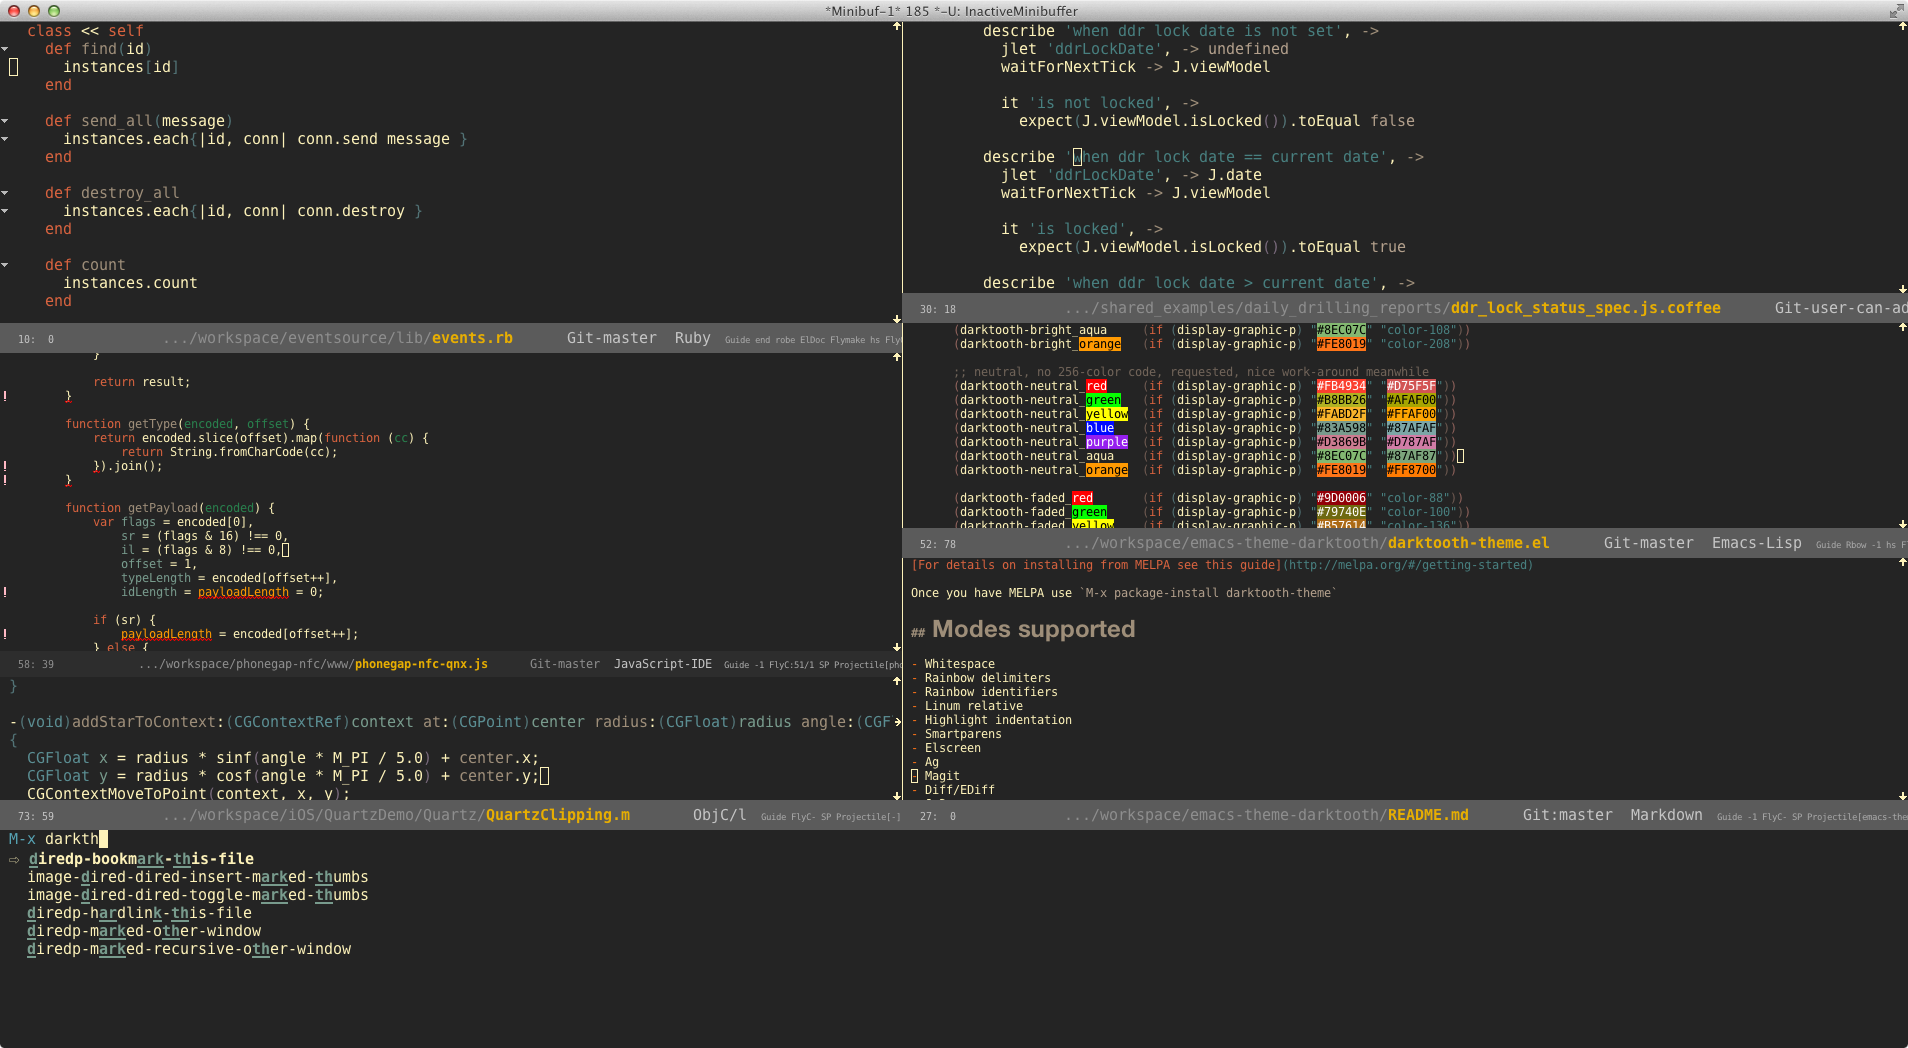 *Minibuf-1* 185 *-U: InactiveMinibuffer
class << self
def find(id)
instances[id]
end
def send_all(message)
instances.each{|id, conn| conn.send message }
end
def destroy_all
instances.each{|id, conn| conn.destroy }
end
def count
instances.count
end
10: 0 .../workspace/eventsource/lib/events.rb Git-master Ruby Guide end robe ElDoc Flymake hs Fly
}
return result;
! }
function getType(encoded, offset) {
return encoded.slice(offset).map(function (cc) {
return String.fromCharCode(cc);
! }).join();
! }
function getPayload(encoded) {
var flags = encoded[0],
sr = (flags & 16) !== 0,
il = (flags & 8) !== 0,
offset = 1,
typeLength = encoded[offset++],
! idLength = payloadLength = 0;
if (sr) {
! payloadLength = encoded[offset++];
} else {
58: 39 .../workspace/phonegap-nfc/www/phonegap-nfc-qnx.js Git-master JavaScript-IDE Guide -1 FlyC:51/1 SP Projectile[pho
}
-(void)addStarToContext:(CGContextRef)context at:(CGPoint)center radius:(CGFloat)radius angle:(CGF
{
CGFloat x = radius * sinf(angle * M_PI / 5.0) + center.x;
CGFloat y = radius * cosf(angle * M_PI / 5.0) + center.y;
CGContextMoveToPoint(context, x, y);
73: 59 .../workspace/iOS/QuartzDemo/Quartz/QuartzClipping.m ObjC/l Guide FlyC- SP Projectile[-]
describe 'when ddr lock date is not set', ->
jlet 'ddrLockDate', -> undefined
waitForNextTick -> J.viewModel
it 'is not locked', ->
expect(J.viewModel.isLocked()).toEqual false
describe 'when ddr lock date == current date', ->
jlet 'ddrLockDate', -> J.date
waitForNextTick -> J.viewModel
it 'is locked', ->
expect(J.viewModel.isLocked()).toEqual true
describe 'when ddr lock date > current date', ->
30: 18 .../shared_examples/daily_drilling_reports/ddr_lock_status_spec.js.coffee Git-user-can-ad
(darktooth-bright_aqua (if (display-graphic-p) "#8EC07C" "color-108"))
(darktooth-bright_orange (if (display-graphic-p) "#FE8019" "color-208"))
;; neutral, no 256-color code, requested, nice work-around meanwhile
(darktooth-neutral_red (if (display-graphic-p) "#FB4934" "#D75F5F"))
(darktooth-neutral_green (if (display-graphic-p) "#B8BB26" "#AFAF00"))
(darktooth-neutral_yellow (if (display-graphic-p) "#FABD2F" "#FFAF00"))
(darktooth-neutral_blue (if (display-graphic-p) "#83A598" "#87AFAF"))
(darktooth-neutral_purple (if (display-graphic-p) "#D3869B" "#D787AF"))
(darktooth-neutral_aqua (if (display-graphic-p) "#8EC07C" "#87AF87"))
(darktooth-neutral_orange (if (display-graphic-p) "#FE8019" "#FF8700"))
(darktooth-faded_red (if (display-graphic-p) "#9D0006" "color-88"))
(darktooth-faded_green (if (display-graphic-p) "#79740E" "color-100"))
(darktooth-faded_yellow (if (display-graphic-p) "#B57614" "color-136"))
52: 78 .../workspace/emacs-theme-darktooth/darktooth-theme.el Git-master Emacs-Lisp Guide Rbow -1 hs F
[For details on installing from MELPA see this guide](http://melpa.org/#/getting-started)
Once you have MELPA use `M-x package-install darktooth-theme`
## Modes supported
- Whitespace
- Rainbow delimiters
- Rainbow identifiers
- Linum relative
- Highlight indentation
- Smartparens
- Elscreen
- Ag
- Magit
- Diff/EDiff
27: 0 .../workspace/emacs-theme-darktooth/README.md Git:master Markdown Guide -1 FlyC- SP Projectile[emacs-the
M-x darkth
⇨ diredp-bookmark-this-file
image-dired-dired-insert-marked-thumbs
image-dired-dired-toggle-marked-thumbs
diredp-hardlink-this-file
diredp-marked-other-window
diredp-marked-recursive-other-window